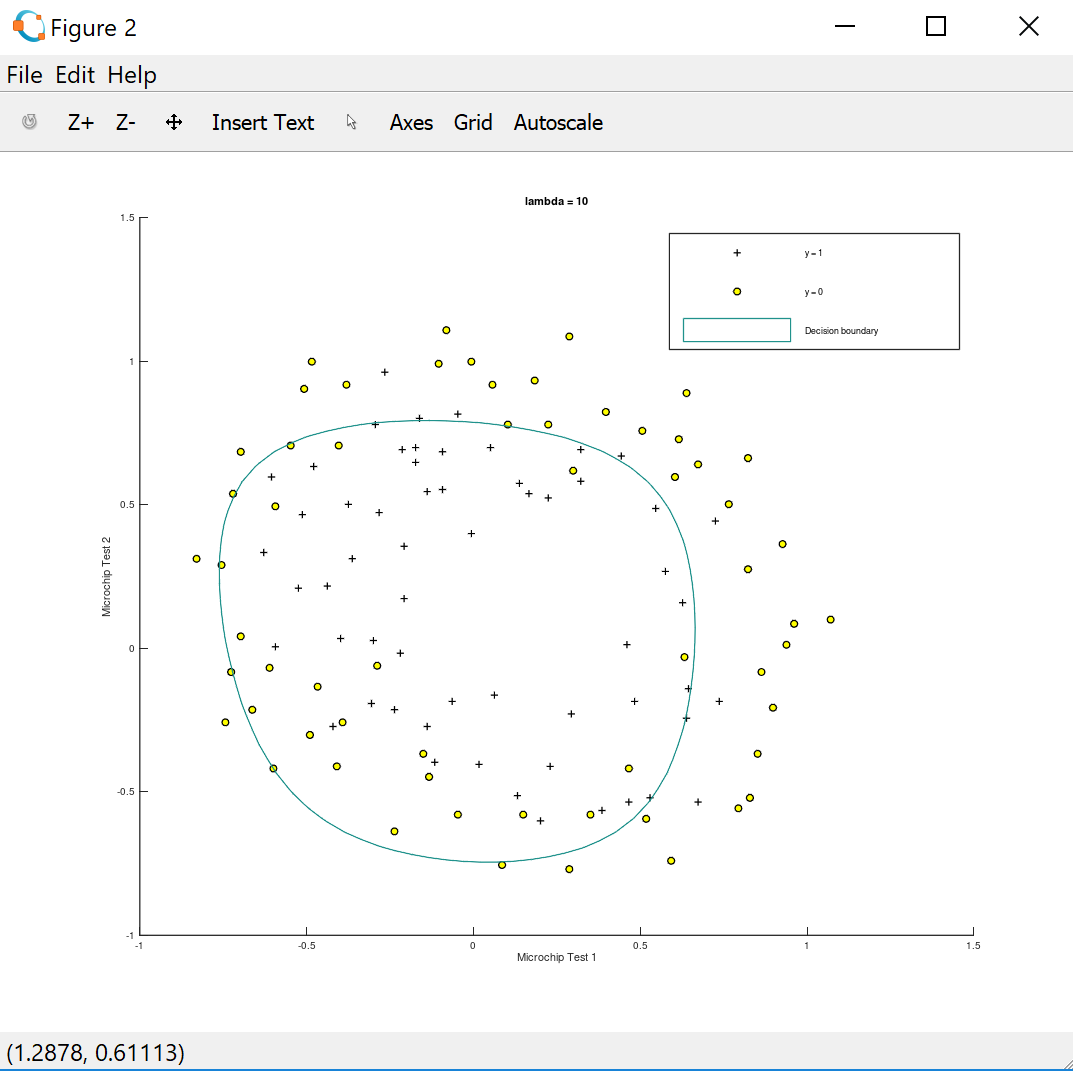 Figure 2
File Edit Help
Z+ Z- Insert Text Axes Grid Autoscale
lambda = 10
1.5
y = 1
y = 0
Decision boundary
1
0.5
Microchip Test 2
0
-0.5
-1
-1 -0.5 0 0.5 1 1.5
Microchip Test 1
(1.2878, 0.61113)